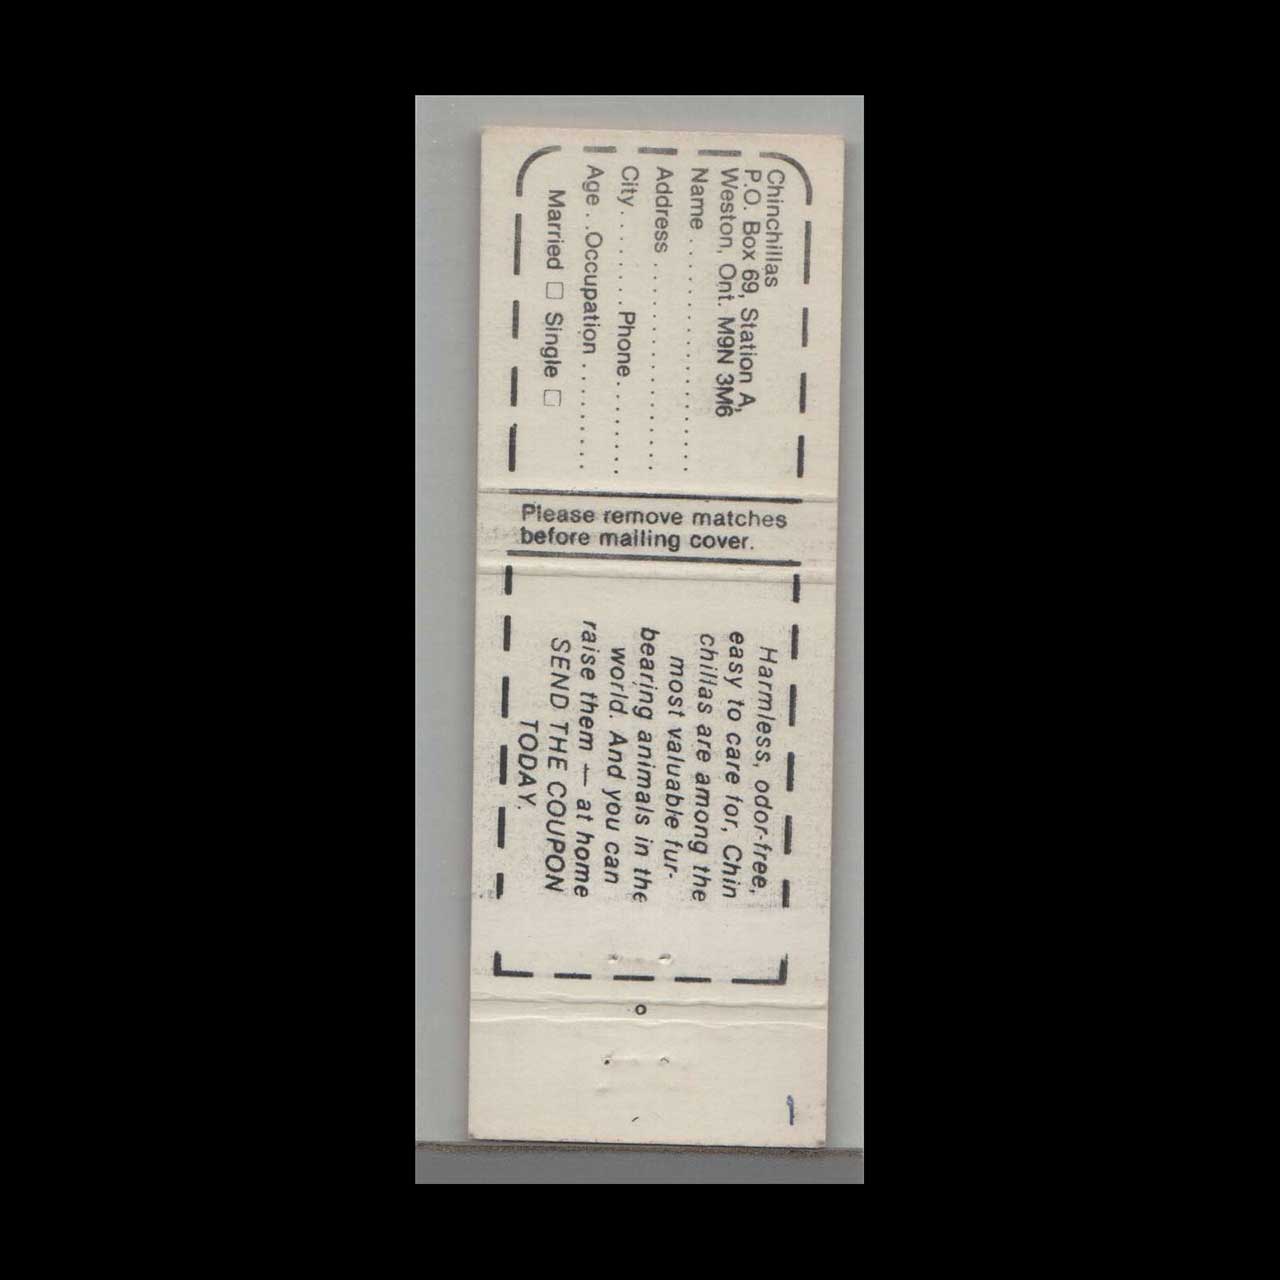 Chinchillas
P.O. Box 69, Station A,
Weston, Ont. M9N 3M6
Name . . . . . . . . . . . . . . . . . . .
Address . . . . . . . . . . . . . . . . .
City . . . . . . . . Phone . . . . . . . .
Age . . Occupation . . . . . . . . .
Married □ Single □
Please remove matches
before mailing cover.
Harmless, odor-free,
easy to care for, Chin
chillas are among the
most valuable fur-
bearing animals in the
world. And you can
raise them — at home
SEND THE COUPON
TODAY.